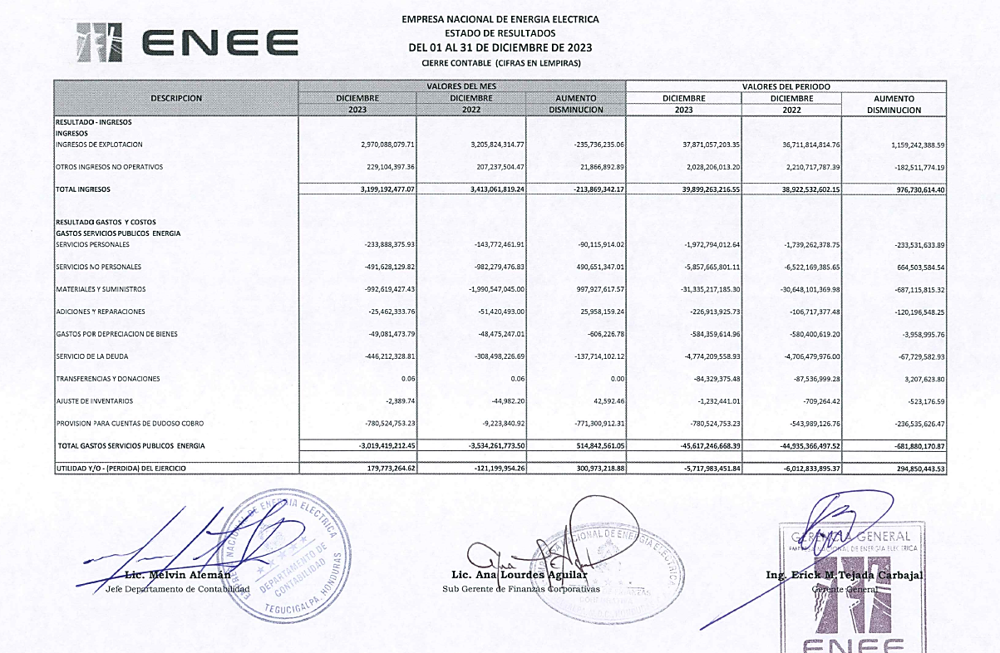 ENEE
EMPRESA NACIONAL DE ENERGIA ELECTRICA
ESTADO DE RESULTADOS
DEL 01 AL 31 DE DICIEMBRE DE 2023
CIERRE CONTABLE (CIFRAS EN LEMPIRAS)
DESCRIPCION VALORES DEL MES VALORES DEL PERIODO
DICIEMBRE DICIEMBRE AUMENTO DICIEMBRE DICIEMBRE AUMENTO
2023 2022 DISMINUCION 2023 2022 DISMINUCION
RESULTADO - INGRESOS
INGRESOS
INGRESOS DE EXPLOTACION 2,970,088,079.71 3,205,824,314.77 -235,736,235.06 37,871,057,203.35 36,711,814,814.76 1,159,242,388.59
OTROS INGRESOS NO OPERATIVOS 229,104,397.36 207,237,504.47 21,866,892.89 2,028,206,013.20 2,210,717,787.39 -182,511,774.19
TOTAL INGRESOS 3,199,192,477.07 3,413,061,819.24 -213,869,342.17 39,899,263,216.55 38,922,532,602.15 976,730,614.40
RESULTADO GASTOS Y COSTOS
GASTOS SERVICIOS PUBLICOS ENERGIA
SERVICIOS PERSONALES -233,888,375.93 -143,772,461.91 -90,115,914.02 -1,972,794,012.64 -1,739,262,378.75 -233,531,633.89
SERVICIOS NO PERSONALES -491,628,129.82 -982,279,476.83 490,651,347.01 -5,857,665,801.11 -6,522,169,385.65 664,503,584.54
MATERIALES Y SUMINISTROS -992,619,427.43 -1,990,547,045.00 997,927,617.57 -31,335,217,185.30 -30,648,101,369.98 -687,115,815.32
ADICIONES Y REPARACIONES -25,462,333.76 -51,420,493.00 25,958,159.24 -226,913,925.73 -106,717,377.48 -120,196,548.25
GASTOS POR DEPRECIACION DE BIENES -49,081,473.79 -48,475,247.01 -606,226.78 -584,359,614.96 -580,400,619.20 -3,958,995.76
SERVICIO DE LA DEUDA -446,212,328.81 -308,498,226.69 -137,714,102.12 -4,774,209,558.93 -4,706,479,976.00 -67,729,582.93
TRANSFERENCIAS Y DONACIONES 0.06 0.06 0.00 -84,329,375.48 -87,536,999.28 3,207,623.80
AJUSTE DE INVENTARIOS -2,389.74 -44,982.20 42,592.46 -1,232,441.01 -709,264.42 -523,176.59
PROVISION PARA CUENTAS DE DUDOSO COBRO -780,524,753.23 -9,223,840.92 -771,300,912.31 -780,524,753.23 -543,989,126.76 -236,535,626.47
TOTAL GASTOS SERVICIOS PUBLICOS ENERGIA -3,019,419,212.45 -3,534,261,773.50 514,842,561.05 -45,617,246,668.39 -44,935,366,497.52 -681,880,170.87
UTILIDAD Y/O - (PERDIDA) DEL EJERCICIO 179,773,264.62 -121,199,954.26 300,973,218.88 -5,717,983,451.84 -6,012,833,895.37 294,850,443.53
NACIONAL DE ENERGIA ELECTRICA
DEPARTAMENTO DE CONTABILIDAD
TEGUCIGALPA, HONDURAS
NACIONAL DE ENERGIA ELECTRICA
GERENCIA GENERAL
EMPRESA NACIONAL DE ENERGIA ELECTRICA
Lic. Melvin Alemán Lic. Ana Lourdes Aguilar Ing. Erick M.Tejada Carbajal
Jefe Departamento de Contabilidad Sub Gerente de Finanzas Corporativas Gerente General
ENEE